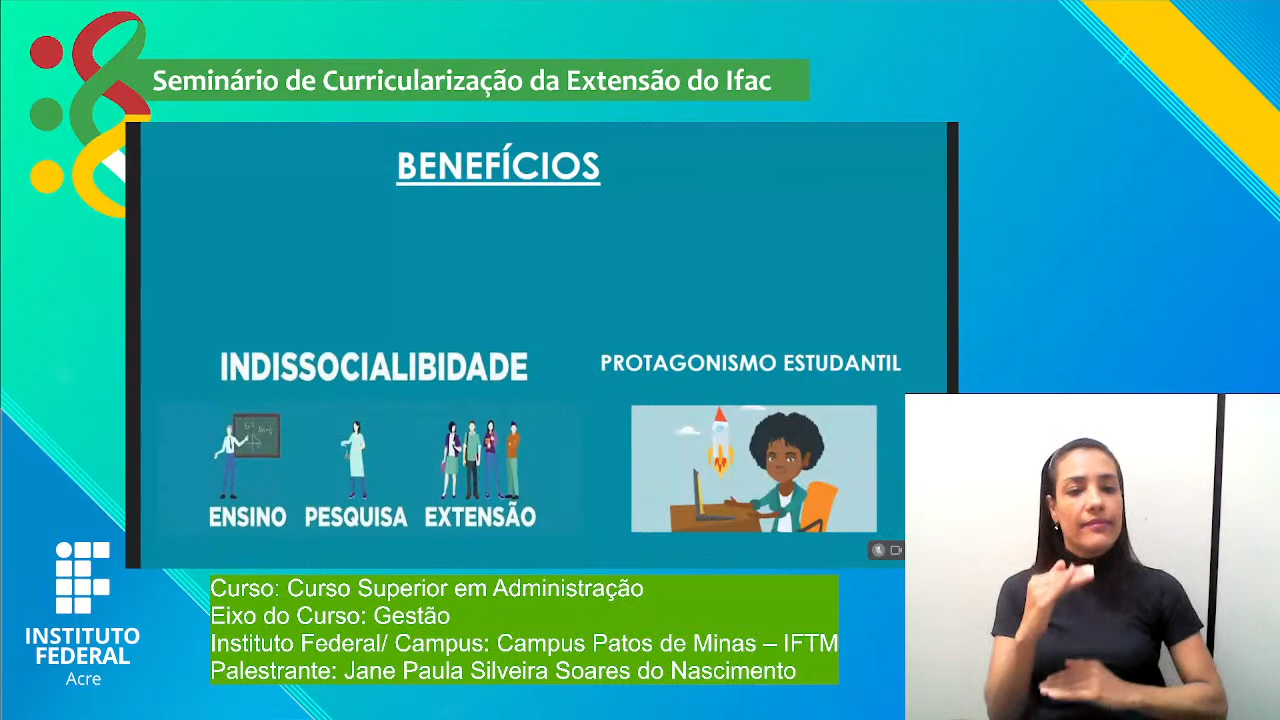 Seminário de Curricularização da Extensão do Ifac
BENEFÍCIOS
INDISSOCIALIBIDADE
PROTAGONISMO ESTUDANTIL
ENSINO PESQUISA EXTENSÃO
Curso: Curso Superior em Administração
Eixo do Curso: Gestão
Instituto Federal/ Campus: Campus Patos de Minas – IFTM
Palestrante: Jane Paula Silveira Soares do Nascimento
INSTITUTO
FEDERAL
Acre